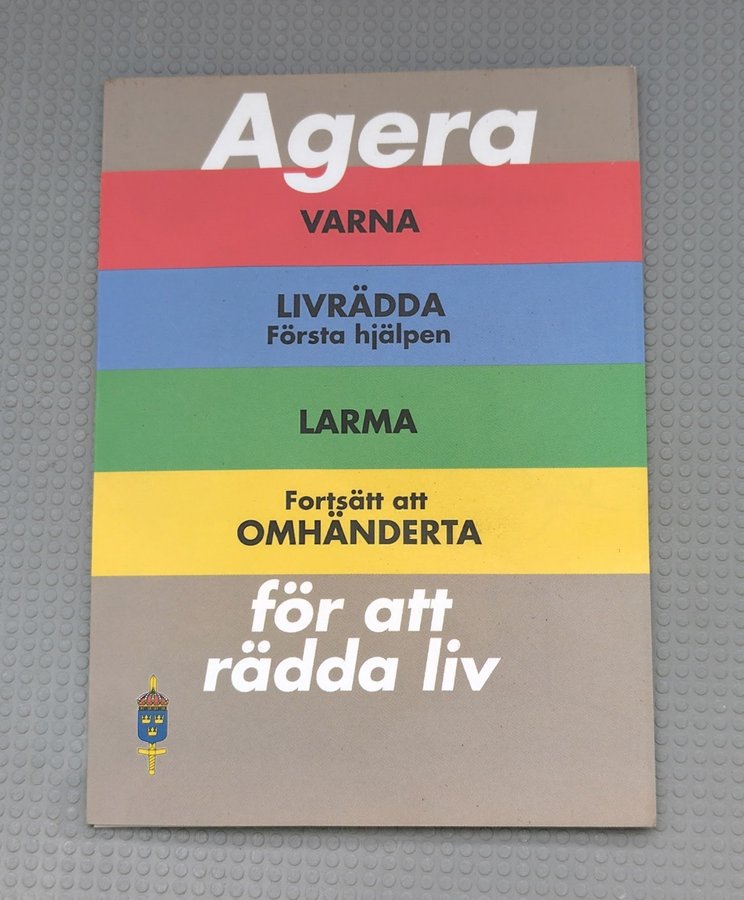 Agera
VARNA
LIVRÄDDA
Första hjälpen
LARMA
Fortsätt att
OMHÄNDERTA
för att
rädda liv